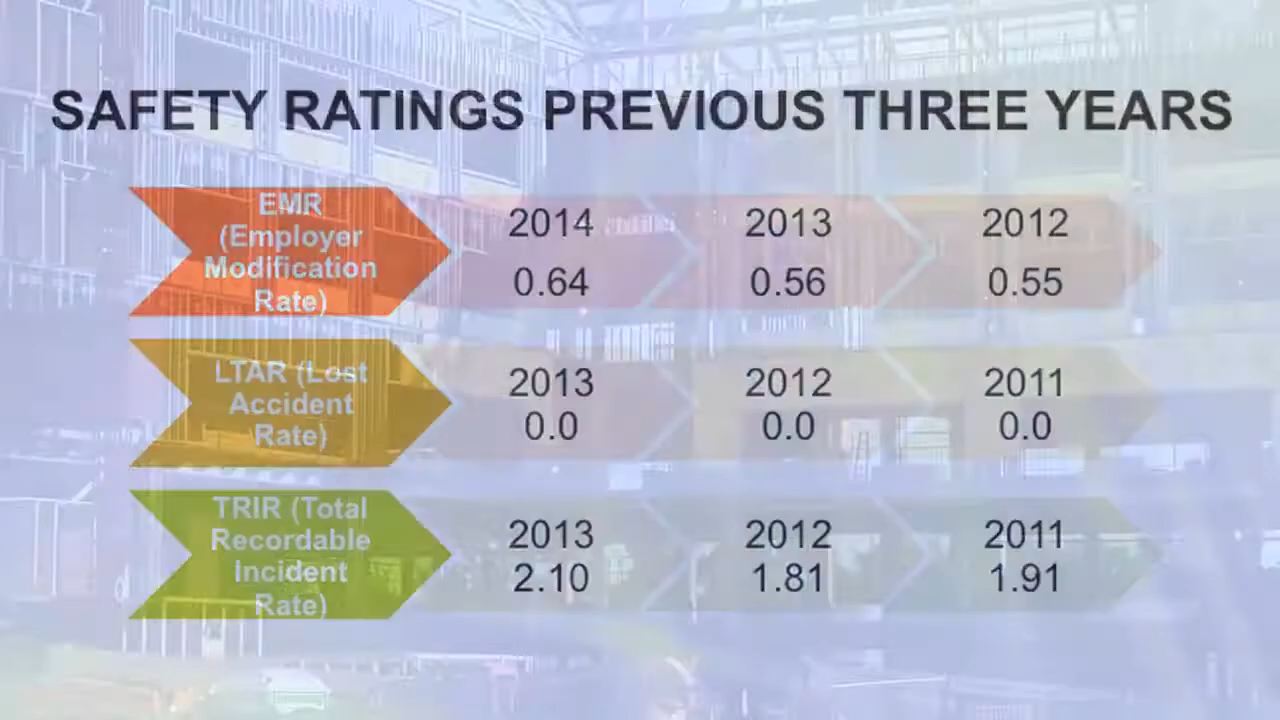 SAFETY RATINGS PREVIOUS THREE YEARS
EMR
(Employer
Modification
Rate)
2014
0.64
2013
0.56
2012
0.55
LTAR (Lost
Accident
Rate)
2013
0.0
2012
0.0
2011
0.0
TRIR (Total
Recordable
Incident
Rate)
2013
2.10
2012
1.81
2011
1.91